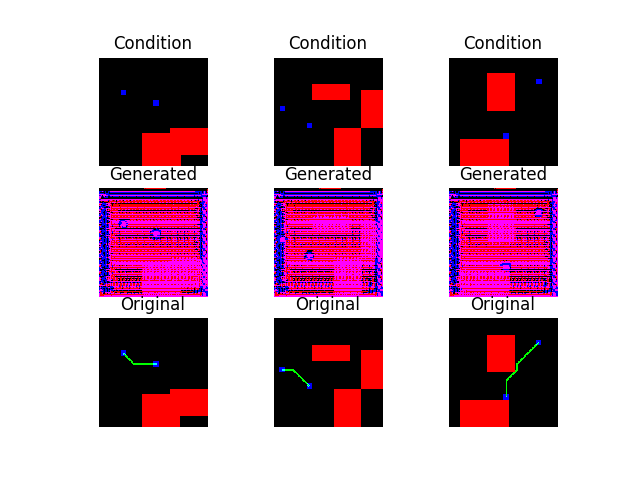 Condition Condition Condition
Generated Generated Generated
Original Original Original